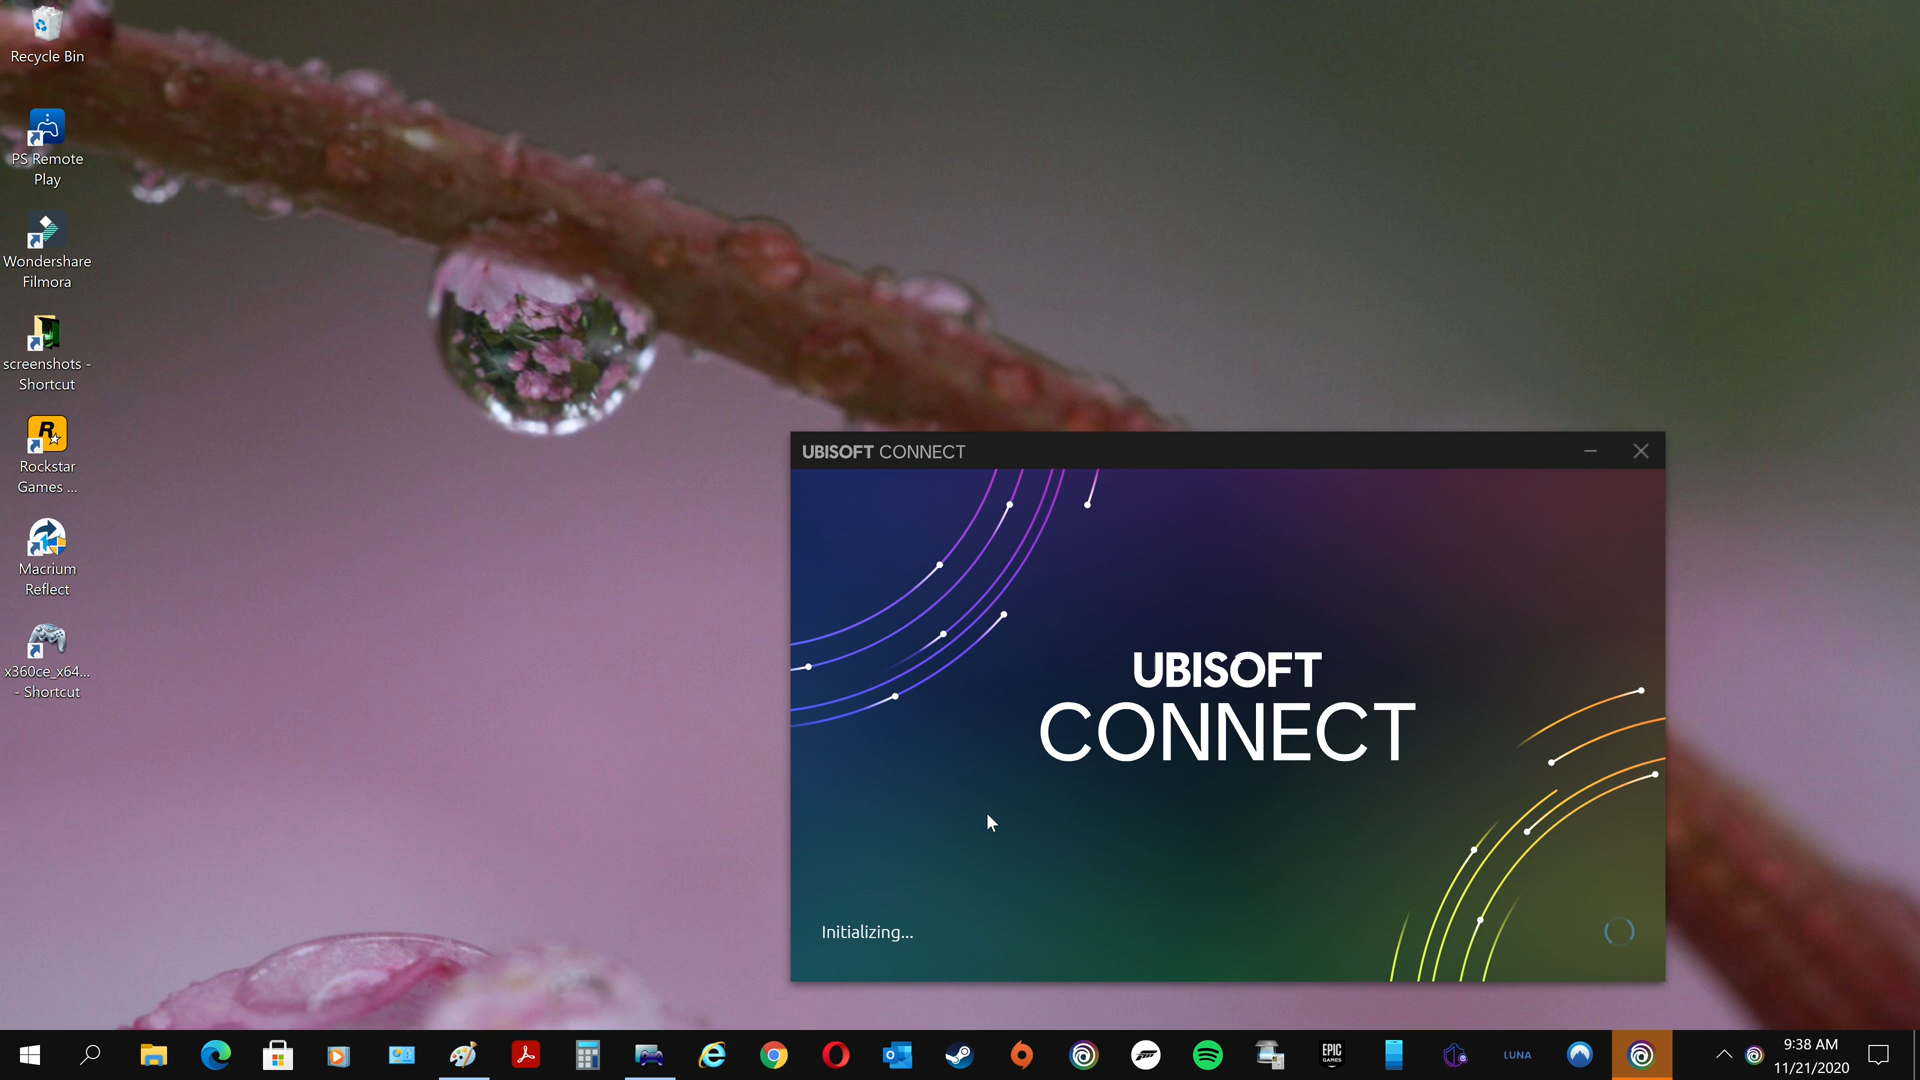 Recycle Bin
PS Remote
Play
Wondershare
Filmora
screenshots -
Shortcut
R
Rockstar
Games ...
Macrium
Reflect
x360ce_x64...
- Shortcut
UBISOFT CONNECT
UBISOFT
CONNECT
Initializing...
EPIC
GAMES
LUNA
9:38 AM
11/21/2020